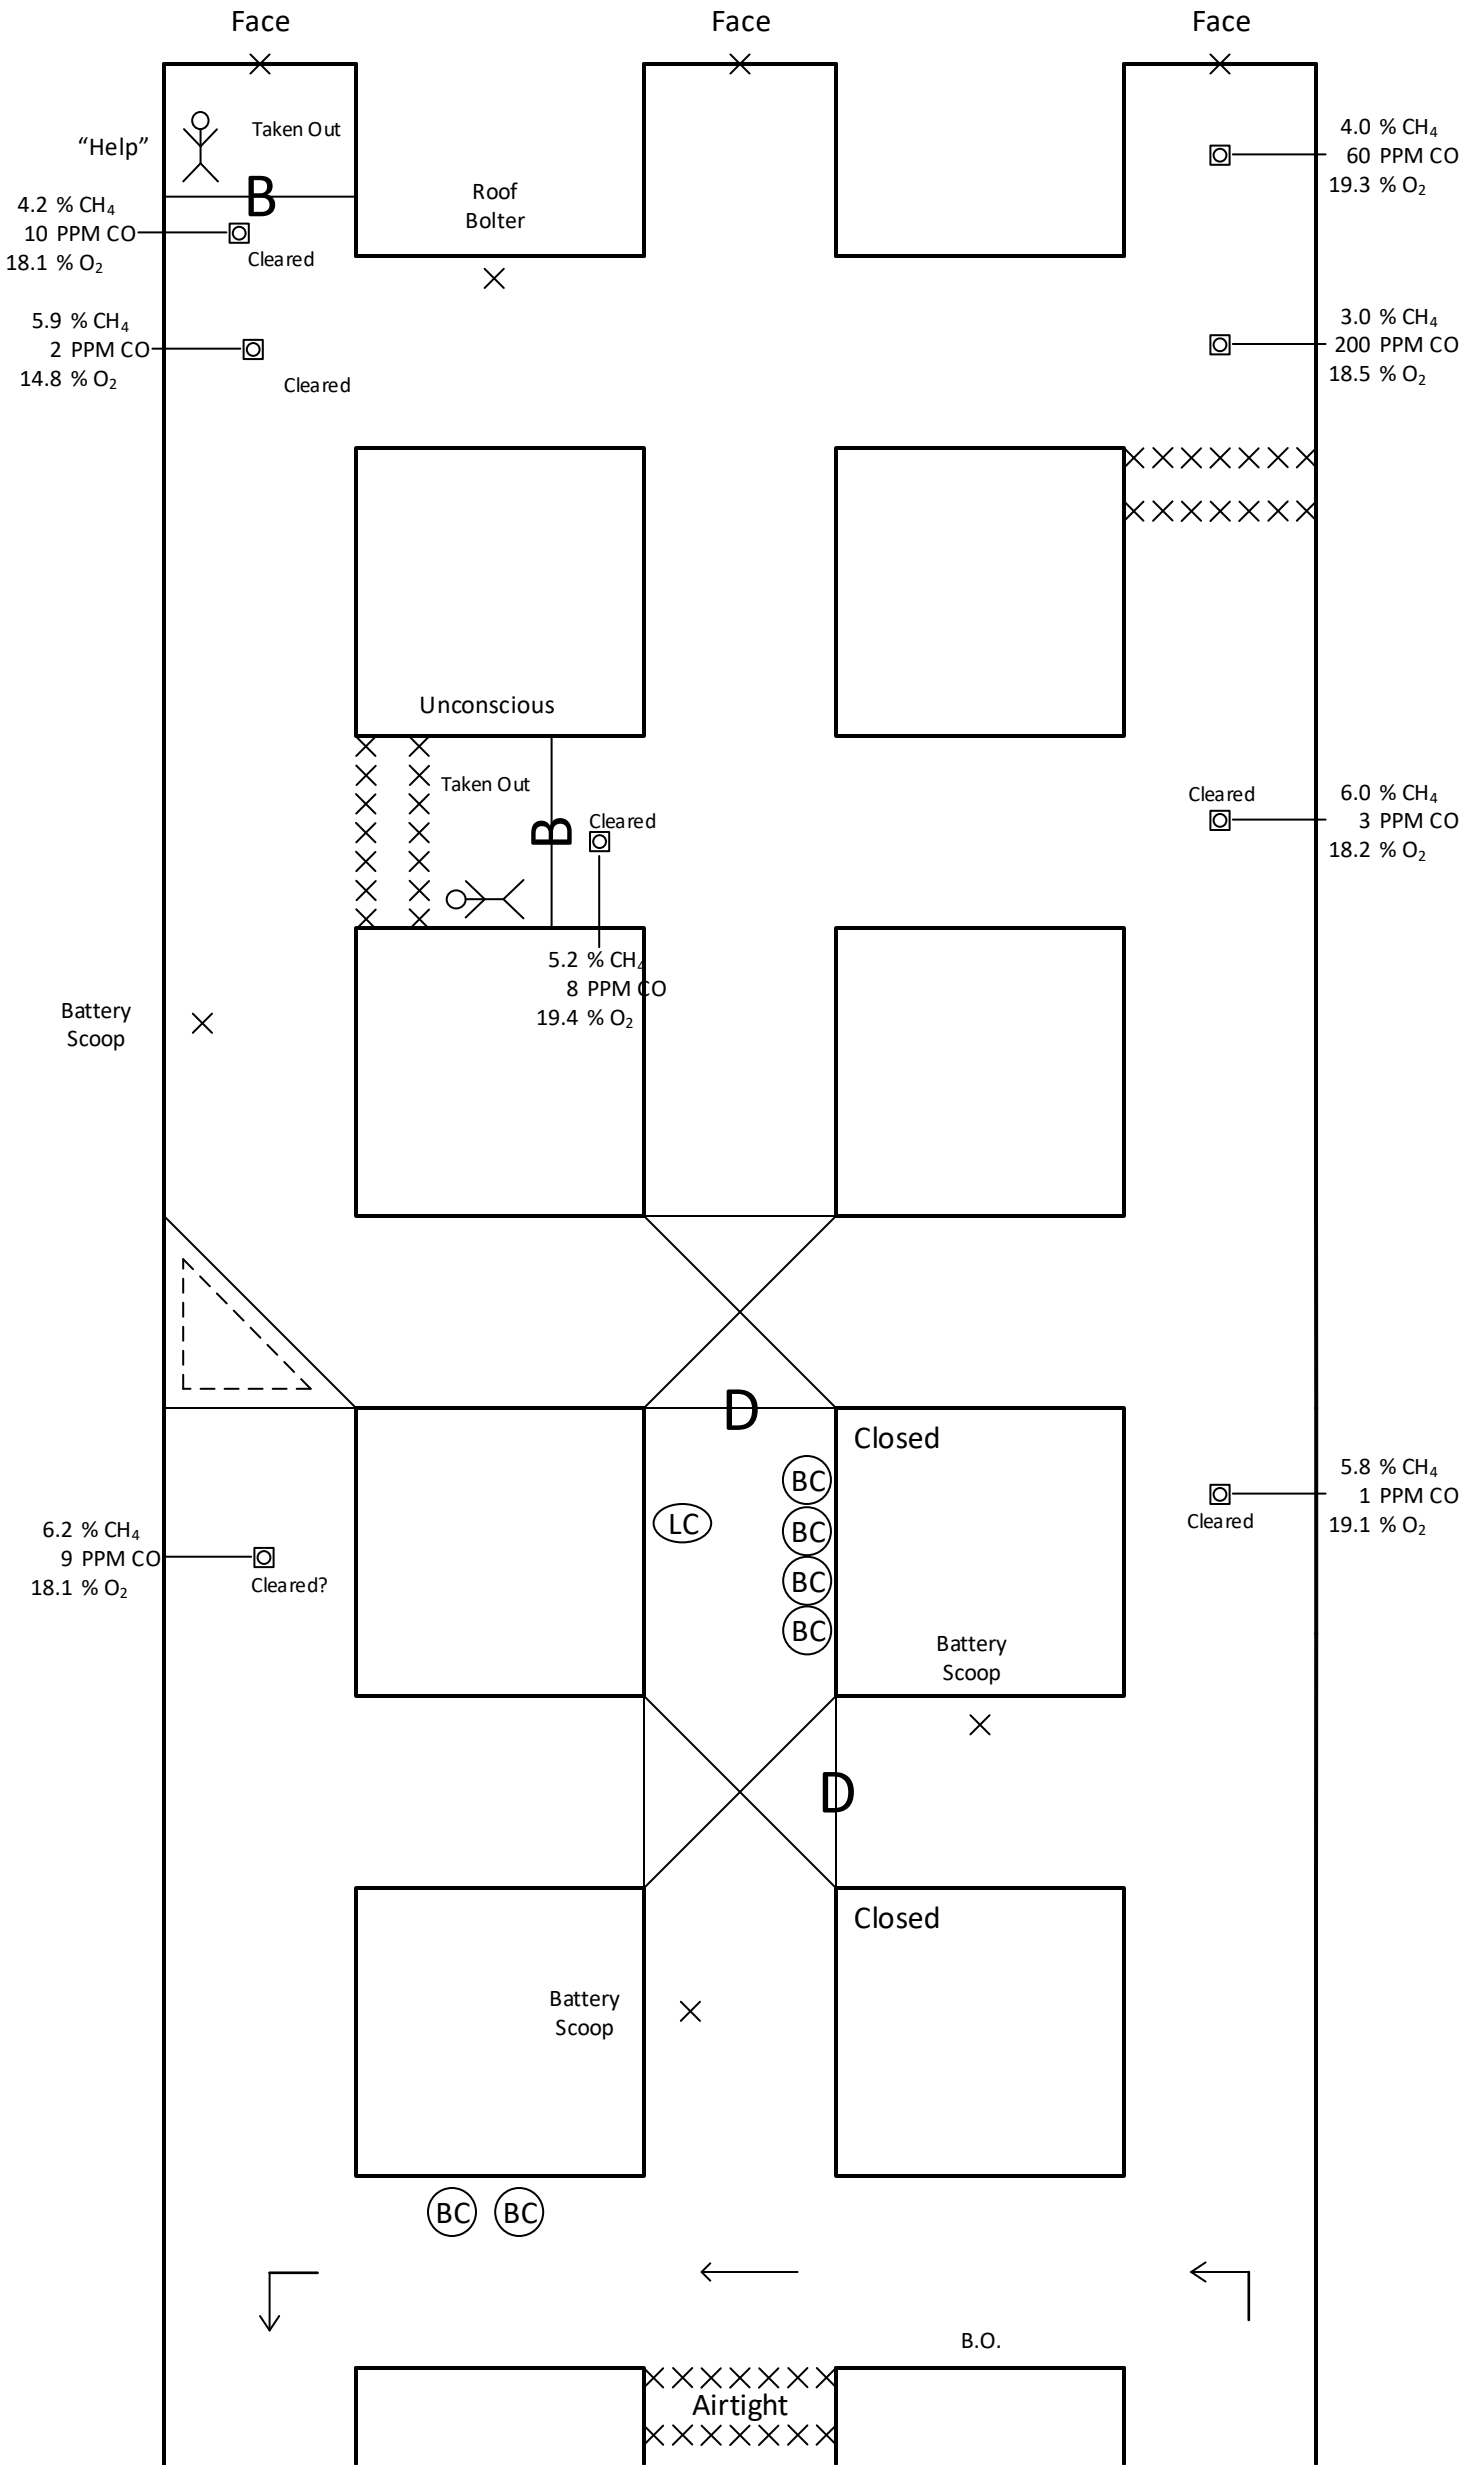 Face
Face
Face
“Help”
Taken Out
B
4.2 % CH₄
10 PPM CO
18.1 % O₂
Cleared
Roof
Bolter
4.0 % CH₄
60 PPM CO
19.3 % O₂
5.9 % CH₄
2 PPM CO
14.8 % O₂
Cleared
3.0 % CH₄
200 PPM CO
18.5 % O₂
Unconscious
Taken Out
B
Cleared
5.2 % CH₄
8 PPM CO
19.4 % O₂
Cleared
6.0 % CH₄
3 PPM CO
18.2 % O₂
Battery
Scoop
D
Closed
BC
BC
BC
BC
LC
6.2 % CH₄
9 PPM CO
18.1 % O₂
Cleared?
5.8 % CH₄
1 PPM CO
19.1 % O₂
Cleared
Battery
Scoop
D
Closed
Battery
Scoop
BC BC
B.O.
Airtight